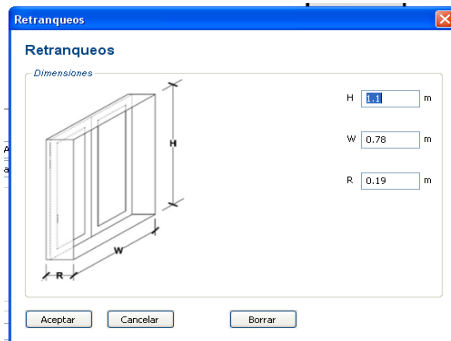 Retranqueos
Retranqueos
Dimensiones
H 1.1 m
W 0.78 m
R 0.19 m
H
W
R
Aceptar Cancelar Borrar